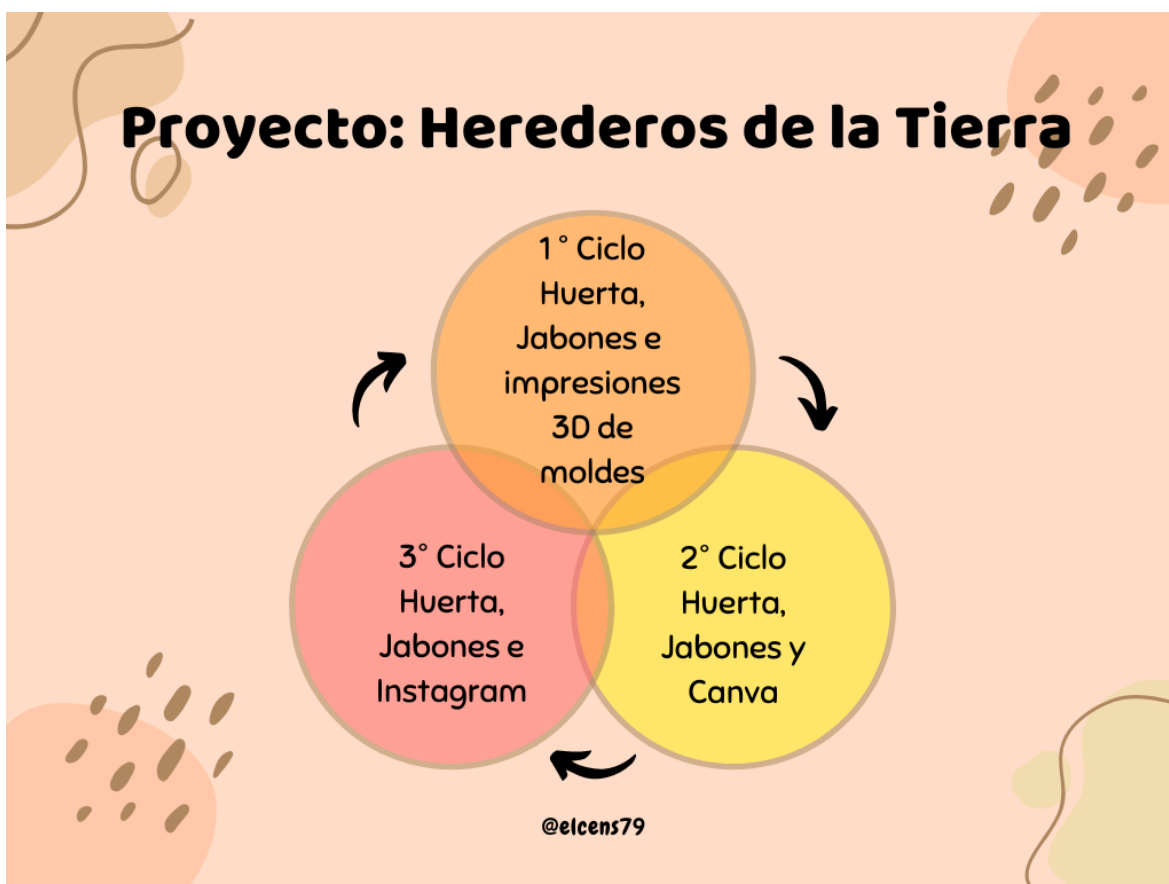 Proyecto: Herederos de la Tierra
1° Ciclo
Huerta,
Jabones e
impresiones
3D de
moldes
3° Ciclo
Huerta,
Jabones e
Instagram
2° Ciclo
Huerta,
Jabones y
Canva
@elcens79